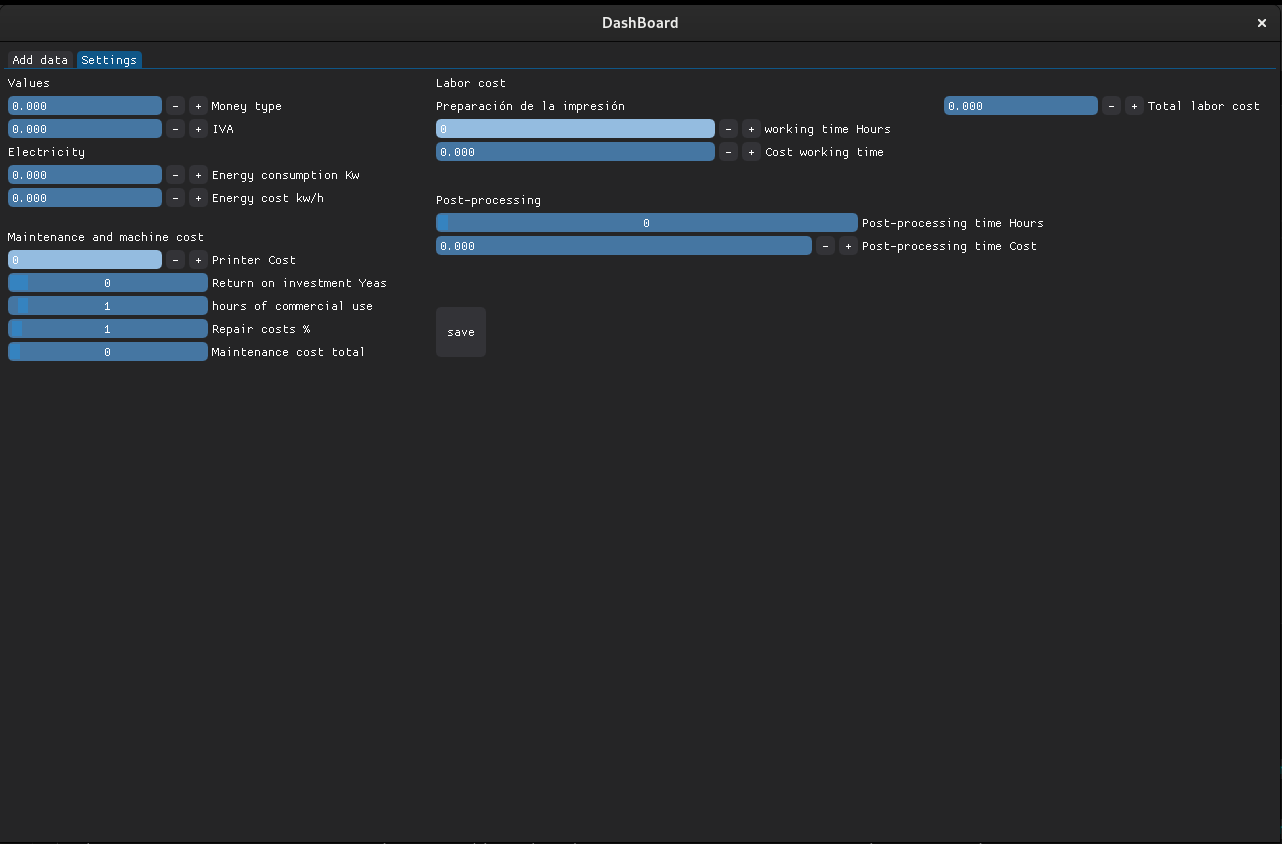 DashBoard
Add data Settings
Values
0.000 - + Money type
0.000 - + IVA
Electricity
0.000 - + Energy consumption Kw
0.000 - + Energy cost kw/h
Maintenance and machine cost
0 - + Printer Cost
0 Return on investment Yeas
1 hours of commercial use
1 Repair costs %
0 Maintenance cost total
Labor cost
Preparación de la impresión
0 - + working time Hours
0.000 - + Cost working time
Post-processing
0 Post-processing time Hours
0.000 - + Post-processing time Cost
save
0.000 - + Total labor cost